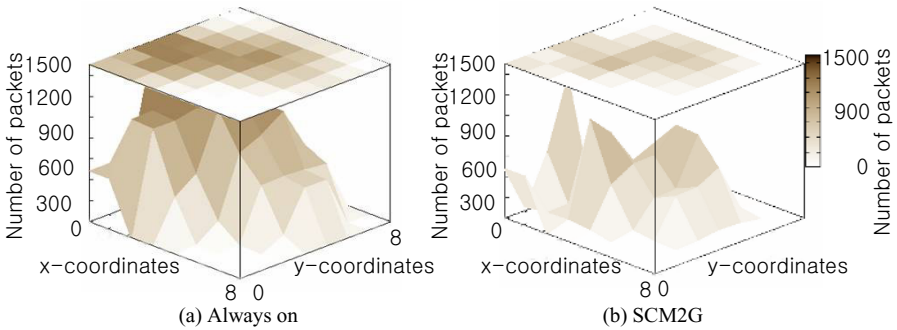 Number of packets
1500
1200
900
600
300
0
x-coordinates
8
0
y-coordinates
8
(a) Always on
Number of packets
1500
1200
900
600
300
0
x-coordinates
8
0
y-coordinates
(b) SCM2G
1500
900
0
Number of packets